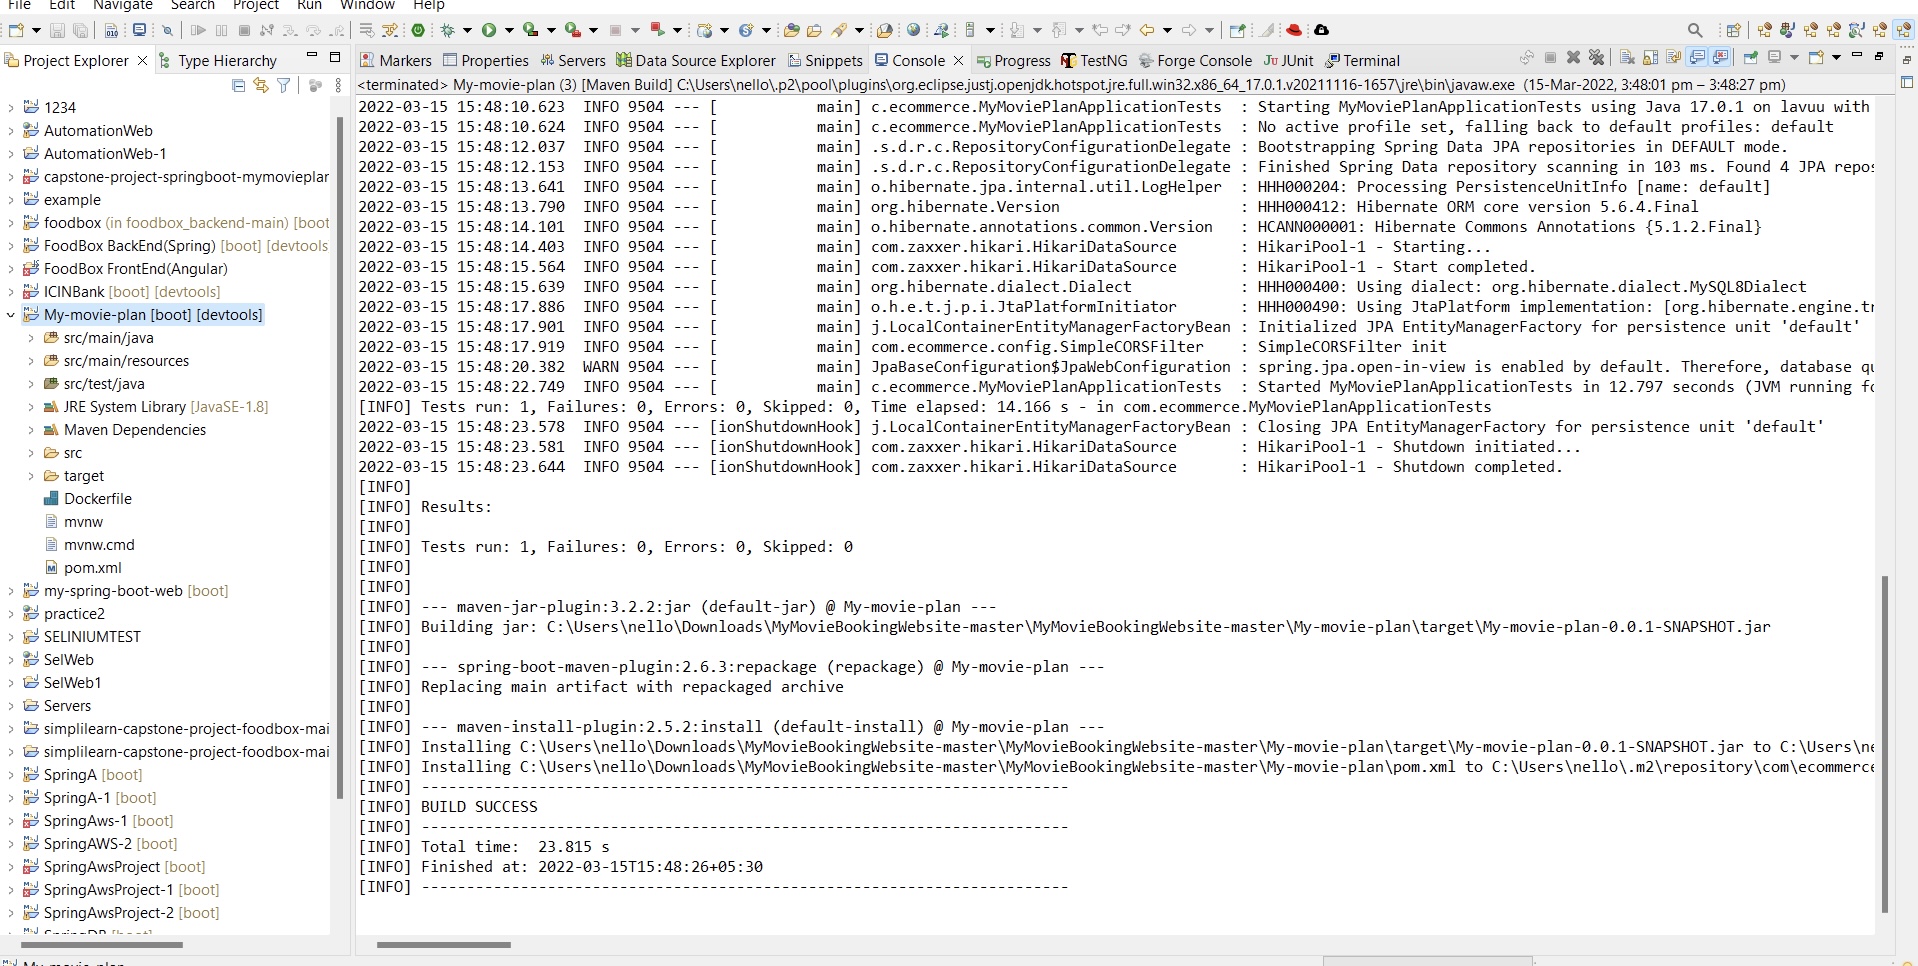 File Edit Navigate Search Project Run Window Help
Project Explorer
Type Hierarchy
1234
AutomationWeb
AutomationWeb-1
capstone-project-springboot-mymovieplar
example
foodbox (in foodbox_backend-main) [boot
FoodBox BackEnd(Spring) [boot] [devtools
FoodBox FrontEnd(Angular)
ICINBank [boot] [devtools]
My-movie-plan [boot] [devtools]
src/main/java
src/main/resources
src/test/java
JRE System Library [JavaSE-1.8]
Maven Dependencies
src
target
Dockerfile
mvnw
mvnw.cmd
pom.xml
my-spring-boot-web [boot]
practice2
SELINIUMTEST
SelWeb
SelWeb1
Servers
simplilearn-capstone-project-foodbox-mai
simplilearn-capstone-project-foodbox-mai
SpringA [boot]
SpringA-1 [boot]
SpringAws-1 [boot]
SpringAWS-2 [boot]
SpringAwsProject [boot]
SpringAwsProject-1 [boot]
SpringAwsProject-2 [boot]
Markers Properties Servers Data Source Explorer Snippets Console Progress TestNG Forge Console JUnit Terminal
<terminated> My-movie-plan (3) [Maven Build] C:\Users\nello\.p2\pool\plugins\org.eclipse.justj.openjdk.hotspot.jre.full.win32.x86_64_17.0.1.v20211116-1657\jre\bin\javaw.exe (15-Mar-2022, 3:48:01 pm – 3:48:27 pm)
2022-03-15 15:48:10.623  INFO 9504 --- [           main] c.ecommerce.MyMoviePlanApplicationTests  : Starting MyMoviePlanApplicationTests using Java 17.0.1 on lavuu with
2022-03-15 15:48:10.624  INFO 9504 --- [           main] c.ecommerce.MyMoviePlanApplicationTests  : No active profile set, falling back to default profiles: default
2022-03-15 15:48:12.037  INFO 9504 --- [           main] .s.d.r.c.RepositoryConfigurationDelegate : Bootstrapping Spring Data JPA repositories in DEFAULT mode.
2022-03-15 15:48:12.153  INFO 9504 --- [           main] .s.d.r.c.RepositoryConfigurationDelegate : Finished Spring Data repository scanning in 103 ms. Found 4 JPA repos
2022-03-15 15:48:13.641  INFO 9504 --- [           main] o.hibernate.jpa.internal.util.LogHelper  : HHH000204: Processing PersistenceUnitInfo [name: default]
2022-03-15 15:48:13.790  INFO 9504 --- [           main] org.hibernate.Version                    : HHH000412: Hibernate ORM core version 5.6.4.Final
2022-03-15 15:48:14.101  INFO 9504 --- [           main] o.hibernate.annotations.common.Version   : HCANN000001: Hibernate Commons Annotations {5.1.2.Final}
2022-03-15 15:48:14.403  INFO 9504 --- [           main] com.zaxxer.hikari.HikariDataSource       : HikariPool-1 - Starting...
2022-03-15 15:48:15.564  INFO 9504 --- [           main] com.zaxxer.hikari.HikariDataSource       : HikariPool-1 - Start completed.
2022-03-15 15:48:15.639  INFO 9504 --- [           main] org.hibernate.dialect.Dialect            : HHH000400: Using dialect: org.hibernate.dialect.MySQL8Dialect
2022-03-15 15:48:17.886  INFO 9504 --- [           main] o.h.e.t.j.p.i.JtaPlatformInitiator       : HHH000490: Using JtaPlatform implementation: [org.hibernate.engine.tr
2022-03-15 15:48:17.901  INFO 9504 --- [           main] j.LocalContainerEntityManagerFactoryBean : Initialized JPA EntityManagerFactory for persistence unit 'default'
2022-03-15 15:48:17.919  INFO 9504 --- [           main] com.ecommerce.config.SimpleCORSFilter    : SimpleCORSFilter init
2022-03-15 15:48:20.382  WARN 9504 --- [           main] JpaBaseConfiguration$JpaWebConfiguration : spring.jpa.open-in-view is enabled by default. Therefore, database qu
2022-03-15 15:48:22.749  INFO 9504 --- [           main] c.ecommerce.MyMoviePlanApplicationTests  : Started MyMoviePlanApplicationTests in 12.797 seconds (JVM running fo
[INFO] Tests run: 1, Failures: 0, Errors: 0, Skipped: 0, Time elapsed: 14.166 s - in com.ecommerce.MyMoviePlanApplicationTests
2022-03-15 15:48:23.578  INFO 9504 --- [ionShutdownHook] j.LocalContainerEntityManagerFactoryBean : Closing JPA EntityManagerFactory for persistence unit 'default'
2022-03-15 15:48:23.581  INFO 9504 --- [ionShutdownHook] com.zaxxer.hikari.HikariDataSource       : HikariPool-1 - Shutdown initiated...
2022-03-15 15:48:23.644  INFO 9504 --- [ionShutdownHook] com.zaxxer.hikari.HikariDataSource       : HikariPool-1 - Shutdown completed.
[INFO]
[INFO] Results:
[INFO]
[INFO] Tests run: 1, Failures: 0, Errors: 0, Skipped: 0
[INFO]
[INFO]
[INFO] --- maven-jar-plugin:3.2.2:jar (default-jar) @ My-movie-plan ---
[INFO] Building jar: C:\Users\nello\Downloads\MyMovieBookingWebsite-master\MyMovieBookingWebsite-master\My-movie-plan\target\My-movie-plan-0.0.1-SNAPSHOT.jar
[INFO]
[INFO] --- spring-boot-maven-plugin:2.6.3:repackage (repackage) @ My-movie-plan ---
[INFO] Replacing main artifact with repackaged archive
[INFO]
[INFO] --- maven-install-plugin:2.5.2:install (default-install) @ My-movie-plan ---
[INFO] Installing C:\Users\nello\Downloads\MyMovieBookingWebsite-master\MyMovieBookingWebsite-master\My-movie-plan\target\My-movie-plan-0.0.1-SNAPSHOT.jar to C:\Users\ne
[INFO] Installing C:\Users\nello\Downloads\MyMovieBookingWebsite-master\MyMovieBookingWebsite-master\My-movie-plan\pom.xml to C:\Users\nello\.m2\repository\com\ecommerce
[INFO] ------------------------------------------------------------------------
[INFO] BUILD SUCCESS
[INFO] ------------------------------------------------------------------------
[INFO] Total time:  23.815 s
[INFO] Finished at: 2022-03-15T15:48:26+05:30
[INFO] ------------------------------------------------------------------------